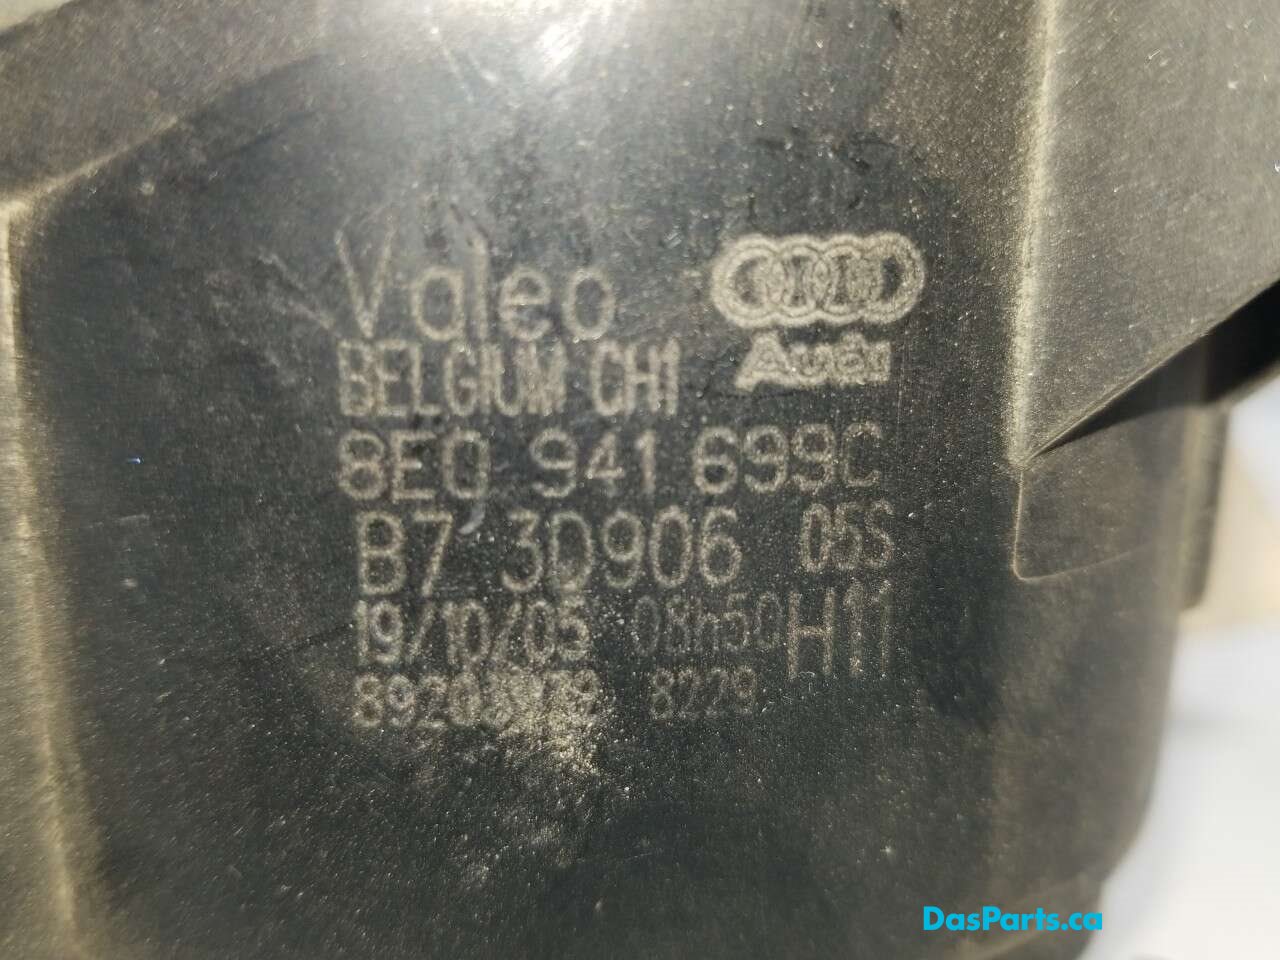 Valeo
Audi
BELGIUM CH1
8E0 941 699C
B7 3D906 05S
19/10/05 08h50 H11
8229
DasParts.ca